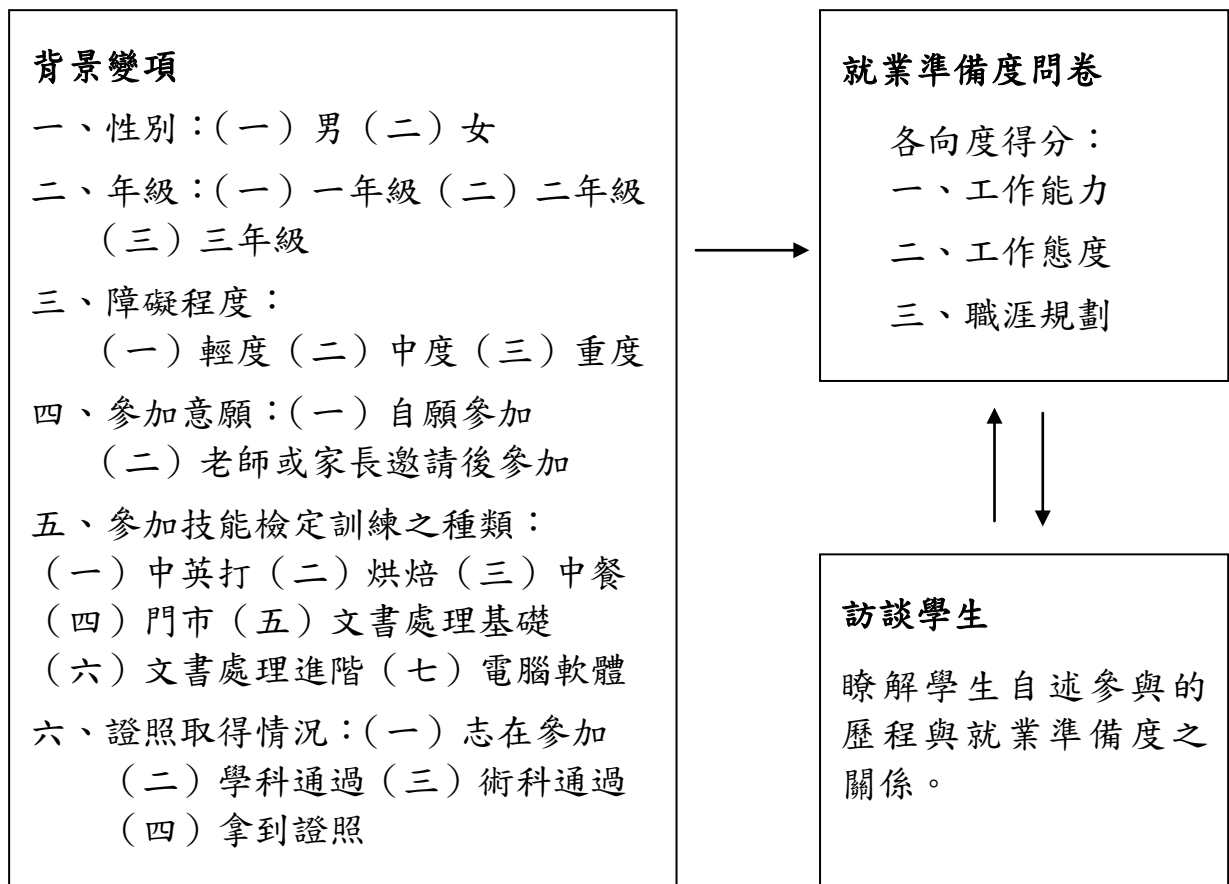 背景變項
一、性別：（一）男（二）女
二、年級：（一）一年級（二）二年級
（三）三年級
三、障礙程度：
（一）輕度（二）中度（三）重度
四、參加意願：（一）自願參加
（二）老師或家長邀請後參加
五、參加技能檢定訓練之種類：
（一）中英打（二）烘焙（三）中餐
（四）門市（五）文書處理基礎
（六）文書處理進階（七）電腦軟體
六、證照取得情況：（一）志在參加
（二）學科通過（三）術科通過
（四）拿到證照
就業準備度問卷
各向度得分：
一、工作能力
二、工作態度
三、職涯規劃
訪談學生
瞭解學生自述參與的
歷程與就業準備度之
關係。